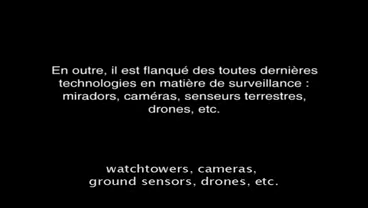 En outre, il est flanqué des toutes dernières
technologies en matière de surveillance :
miradors, caméras, senseurs terrestres,
drones, etc.
watchtowers, cameras,
ground sensors, drones, etc.